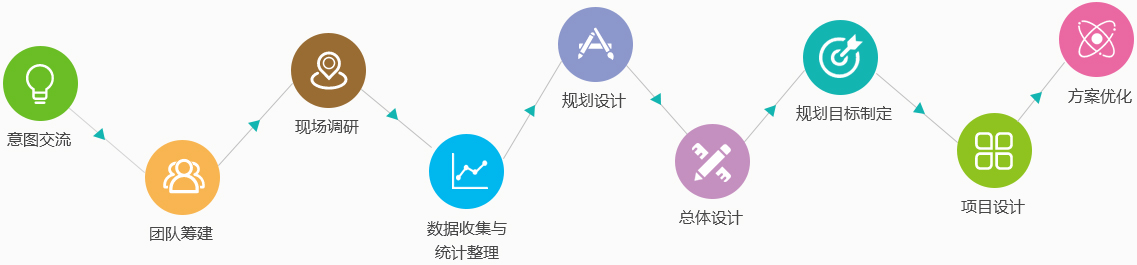 意图交流
团队筹建
现场调研
数据收集与
统计整理
规划设计
总体设计
规划目标制定
项目设计
方案优化